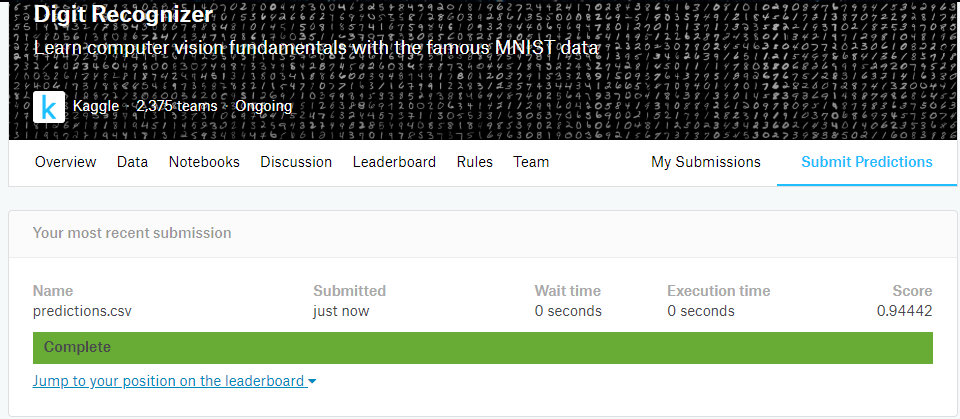 Digit Recognizer
Learn computer vision fundamentals with the famous MNIST data
k Kaggle · 2,375 teams · Ongoing
Overview Data Notebooks Discussion Leaderboard Rules Team My Submissions Submit Predictions
Your most recent submission
Name Submitted Wait time Execution time Score
predictions.csv just now 0 seconds 0 seconds 0.94442
Complete
Jump to your position on the leaderboard